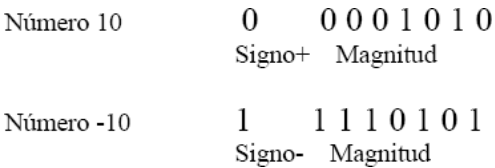 Número 10 0 0 0 0 1 0 1 0
Signo+ Magnitud
Número -10 1 1 1 1 0 1 0 1
Signo- Magnitud